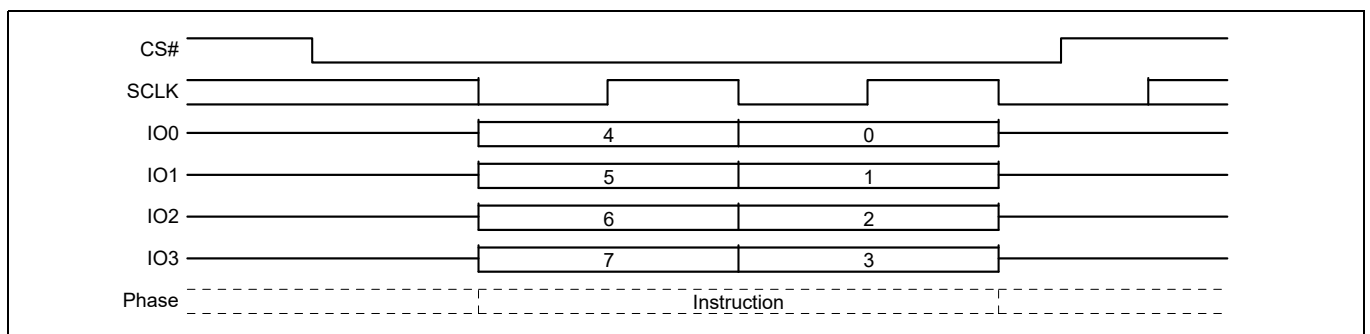 CS#
SCLK
IO0 4 0
IO1 5 1
IO2 6 2
IO3 7 3
Phase Instruction